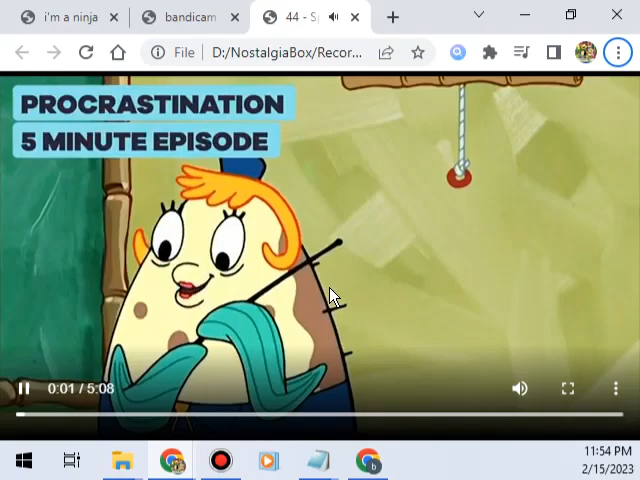 i'm a ninja
bandicam
44 - S
File
D:/NostalgiaBox/Recor...
PROCRASTINATION
5 MINUTE EPISODE
0:01 / 5:08
b
11:54 PM
2/15/2023